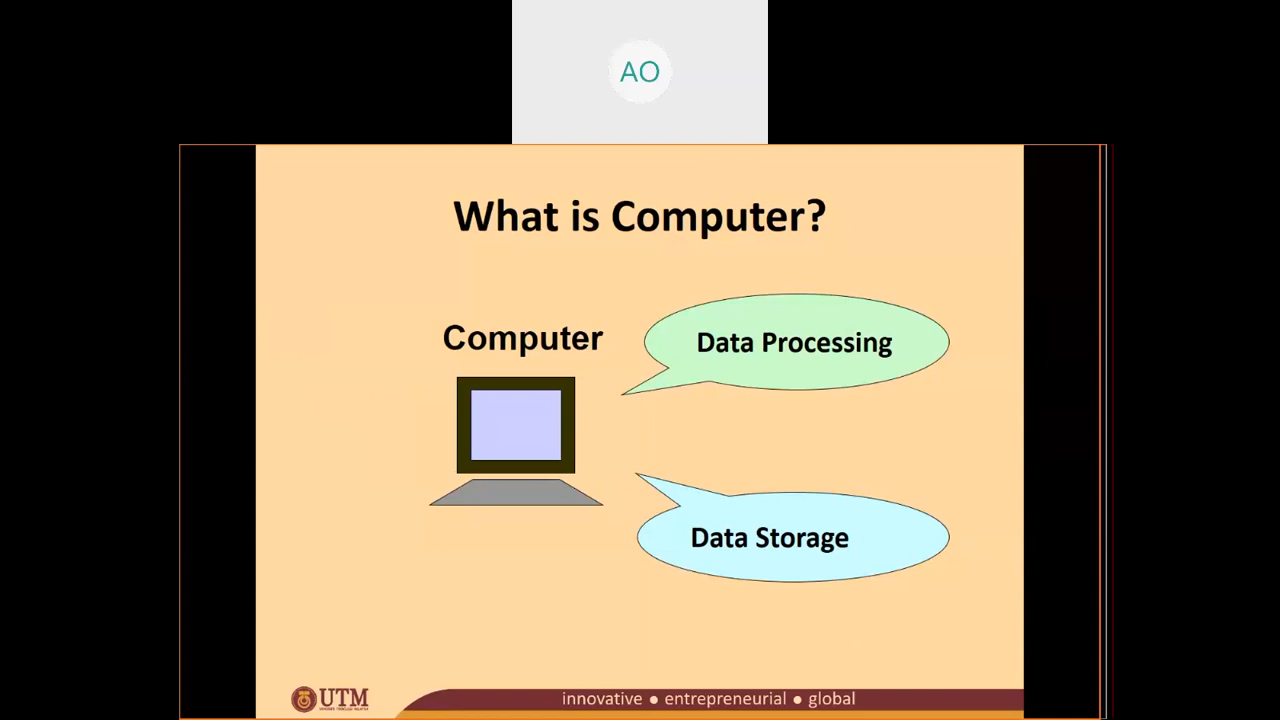 AO
What is Computer?
Computer
Data Processing
Data Storage
UTM
innovative ● entrepreneurial ● global